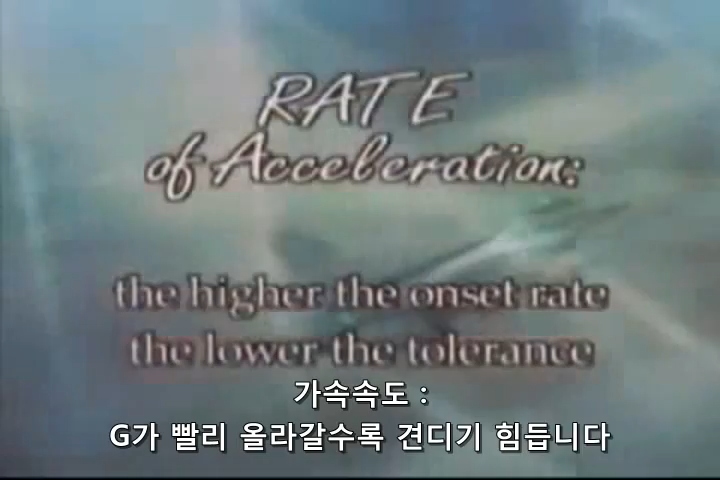 RATE
of Acceleration:
the higher the onset rate
the lower the tolerance
가속속도 :
G가 빨리 올라갈수록 견디기 힘듭니다